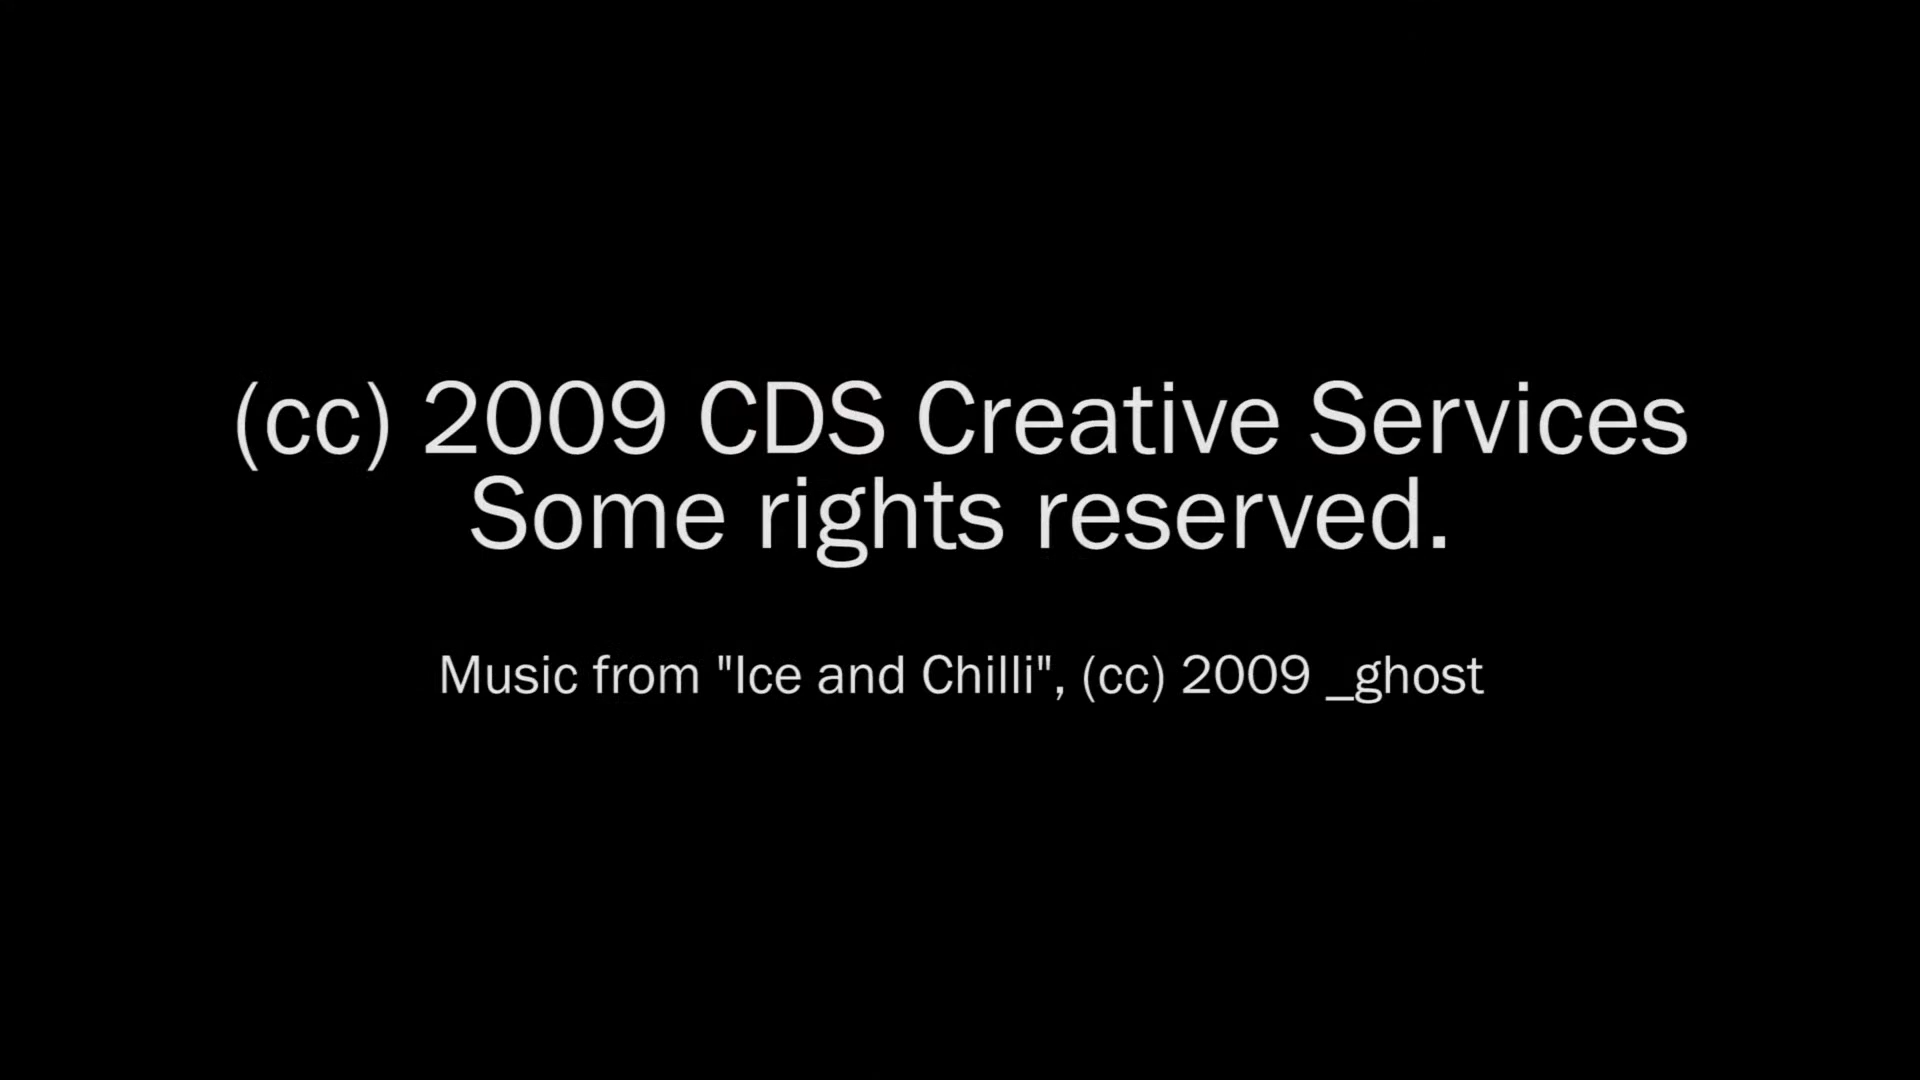 (cc) 2009 CDS Creative Services
Some rights reserved.
Music from "Ice and Chilli", (cc) 2009 _ghost